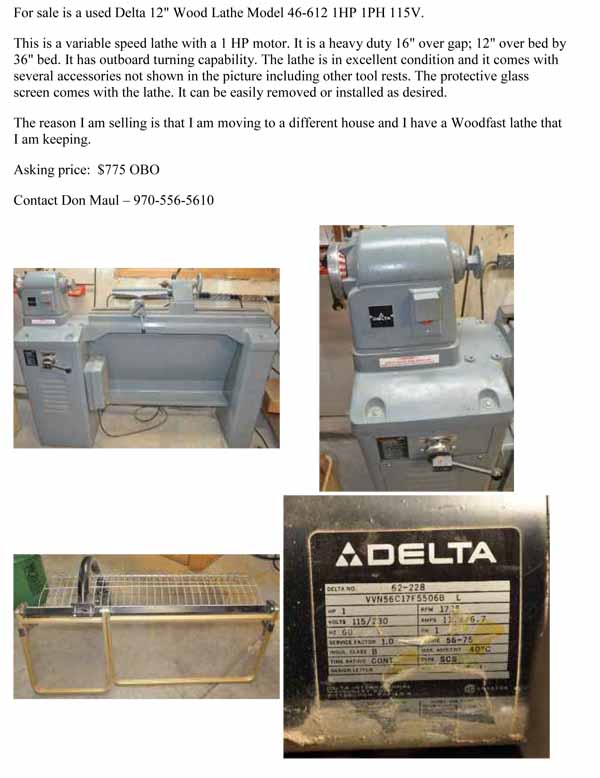 For sale is a used Delta 12" Wood Lathe Model 46-612 1HP 1PH 115V.
This is a variable speed lathe with a 1 HP motor. It is a heavy duty 16" over gap; 12" over bed by
36" bed. It has outboard turning capability. The lathe is in excellent condition and it comes with
several accessories not shown in the picture including other tool rests. The protective glass
screen comes with the lathe. It can be easily removed or installed as desired.
The reason I am selling is that I am moving to a different house and I have a Woodfast lathe that
I am keeping.
Asking price: $775 OBO
Contact Don Maul – 970-556-5610
DELTA
DELTA
DELTA NO. 62-228
VVN56C17F5506B L
HP 1 RPM
VOLTS 115/230 AMPS
HZ 60 PH 1
SERVICE FACTOR 1.0 56-75
INSUL CLASS B MAX. AMBIENT 40°C
TIME RATING CONT. TYPE SCS
DESIGN LETTER